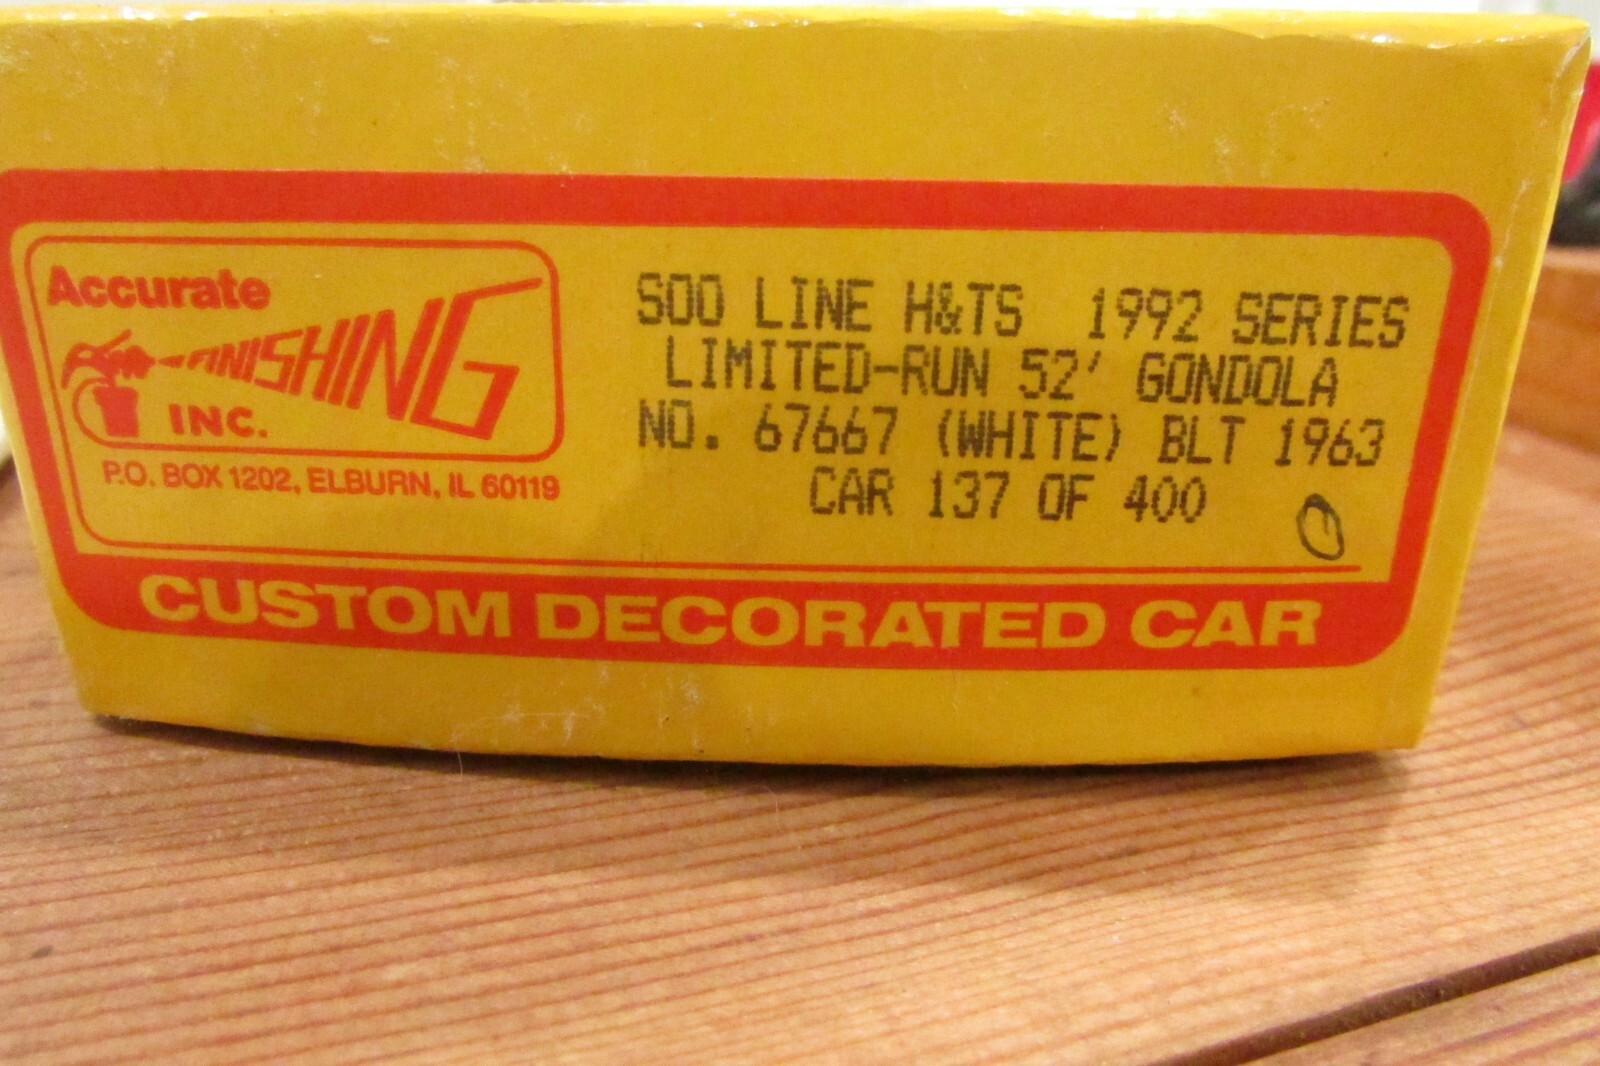 Accurate
FINISHING
INC.
P.O. BOX 1202, ELBURN, IL 60119
SOO LINE H&TS 1992 SERIES
LIMITED-RUN 52' GONDOLA
NO. 67667 (WHITE) BLT 1963
CAR 137 OF 400
CUSTOM DECORATED CAR